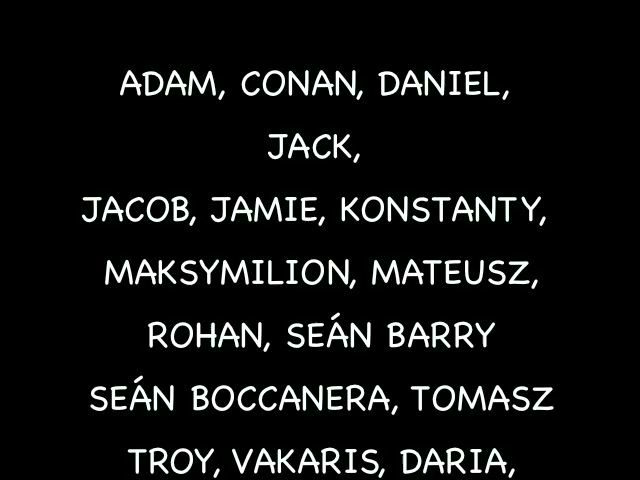 ADAM, CONAN, DANIEL,
JACK,
JACOB, JAMIE, KONSTANTY,
MAKSYMILION, MATEUSZ,
ROHAN, SEÁN BARRY
SEÁN BOCCANERA, TOMASZ
TROY, VAKARIS, DARIA,